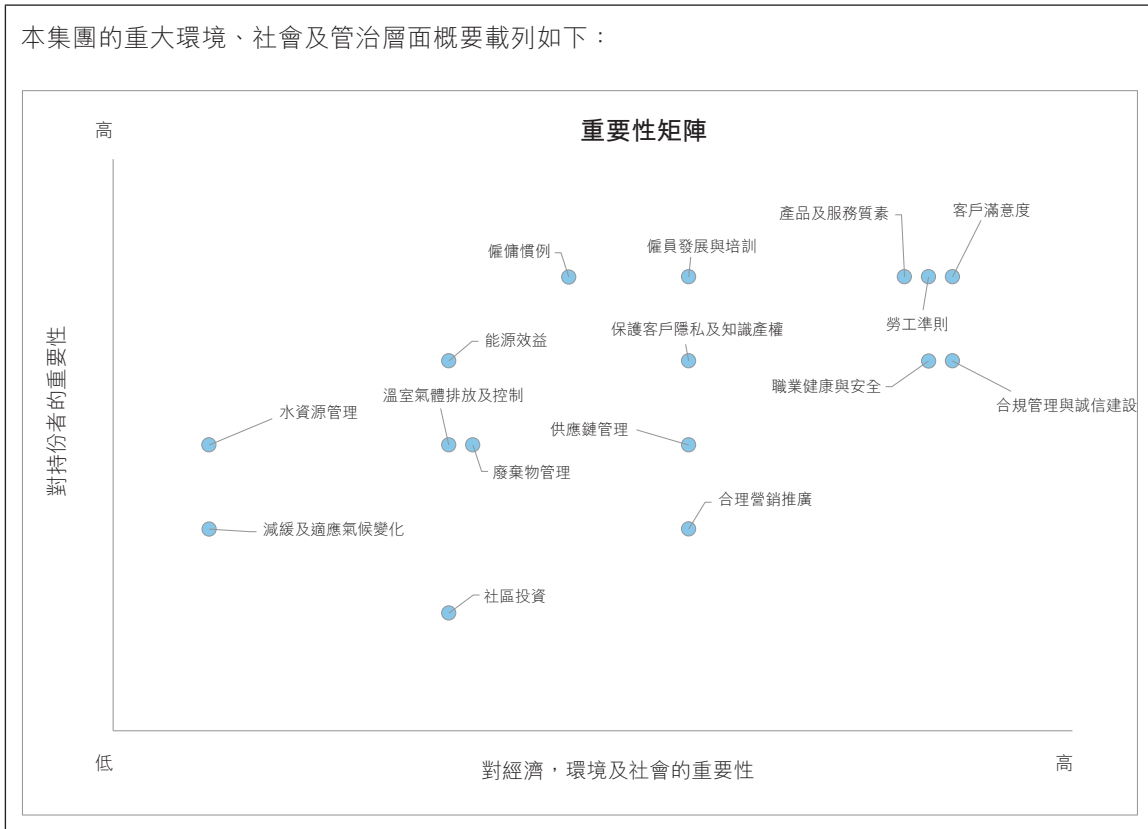 本集團的重大環境、社會及管治層面概要載列如下：
重要性矩陣
高
對持份者的重要性
產品及服務質素
客戶滿意度
僱傭慣例
僱員發展與培訓
勞工準則
能源效益
保護客戶隱私及知識產權
職業健康與安全
合規管理與誠信建設
溫室氣體排放及控制
水資源管理
供應鏈管理
廢棄物管理
合理營銷推廣
減緩及適應氣候變化
社區投資
低
對經濟，環境及社會的重要性
高